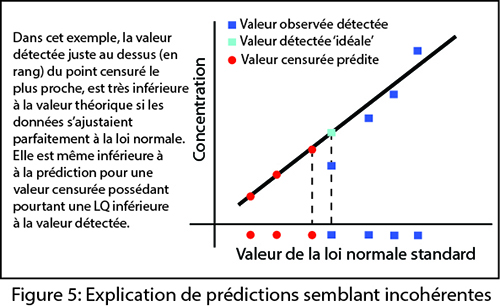 Dans cet exemple, la valeur
détectée juste au dessus (en
rang) du point censuré le
plus proche, est très inférieure
à la valeur théorique si les
données s'ajustaient
parfaitement à la loi normale.
Elle est même inférieure à
à la prédiction pour une
valeur censurée possédant
pourtant une LQ inférieure
à la valeur détectée.
Valeur observée détectée
Valeur détectée 'idéale'
Valeur censurée prédite
Concentration
Valeur de la loi normale standard
Figure 5: Explication de prédictions semblant incohérentes